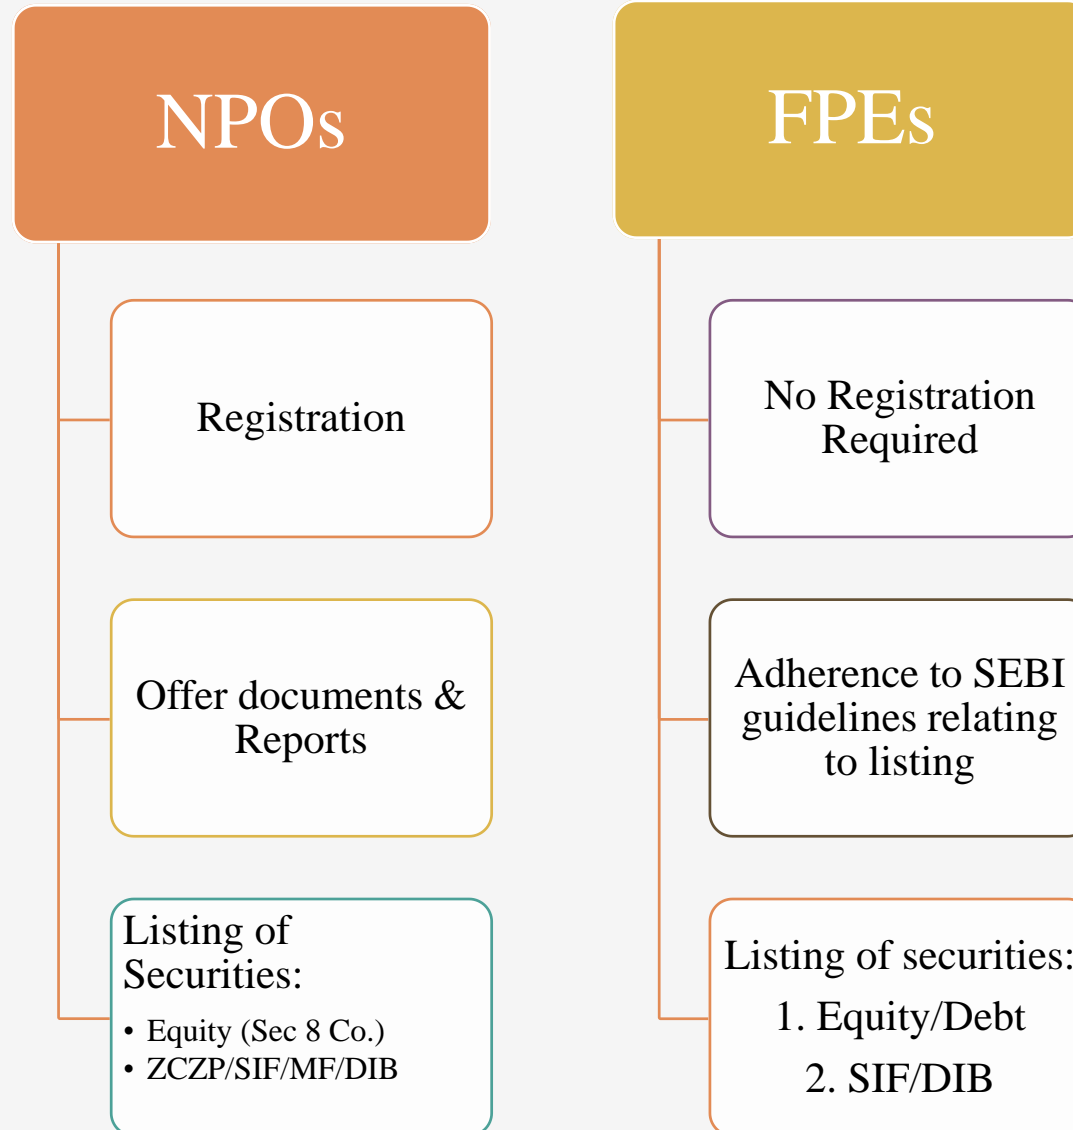 NPOs
Registration
Offer documents &
Reports
Listing of
Securities:
• Equity (Sec 8 Co.)
• ZCZP/SIF/MF/DIB
FPEs
No Registration
Required
Adherence to SEBI
guidelines relating
to listing
Listing of securities:
1. Equity/Debt
2. SIF/DIB